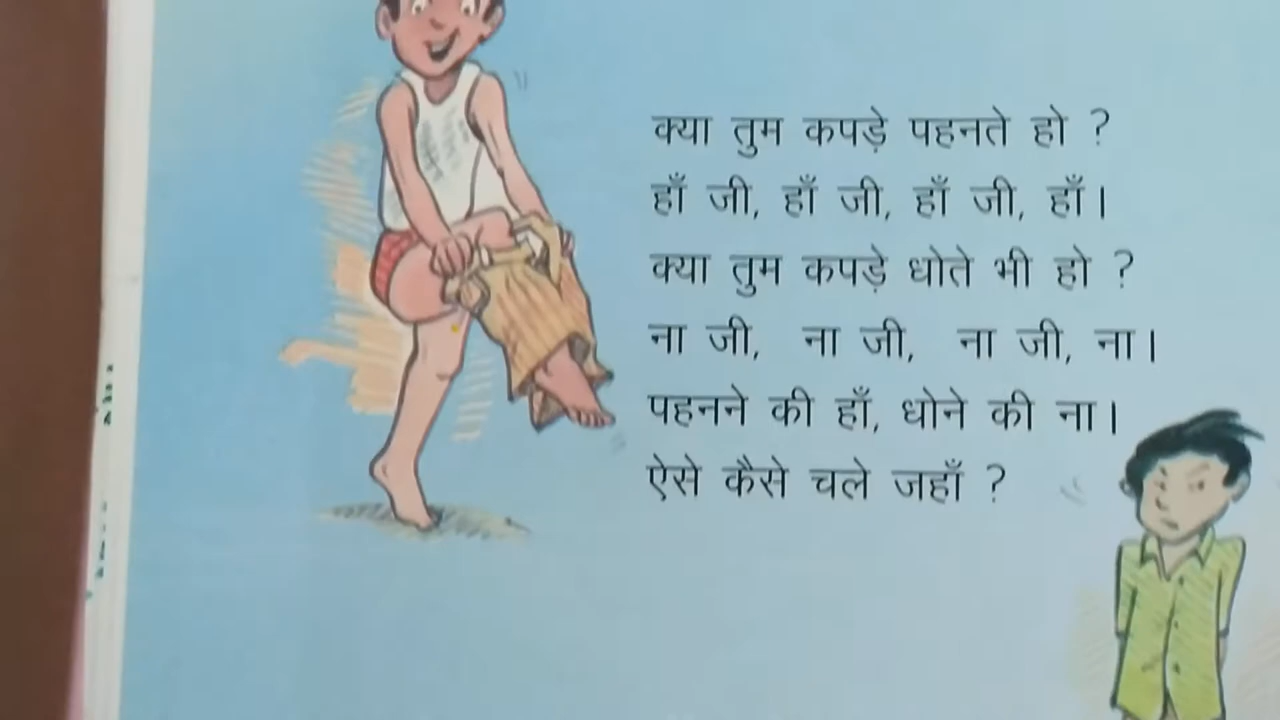 क्या तुम कपड़े पहनते हो ?
हाँ जी, हाँ जी, हाँ जी, हाँ।
क्या तुम कपड़े धोते भी हो ?
ना जी, ना जी, ना जी, ना।
पहनने की हाँ, धोने की ना।
ऐसे कैसे चले जहाँ ?